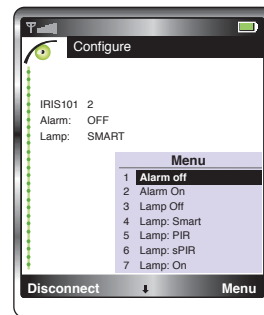 Configure
IRIS101 2
Alarm: OFF
Lamp: SMART
Menu
1 Alarm off
2 Alarm On
3 Lamp Off
4 Lamp: Smart
5 Lamp: PIR
6 Lamp: sPIR
7 Lamp: On
Disconnect Menu